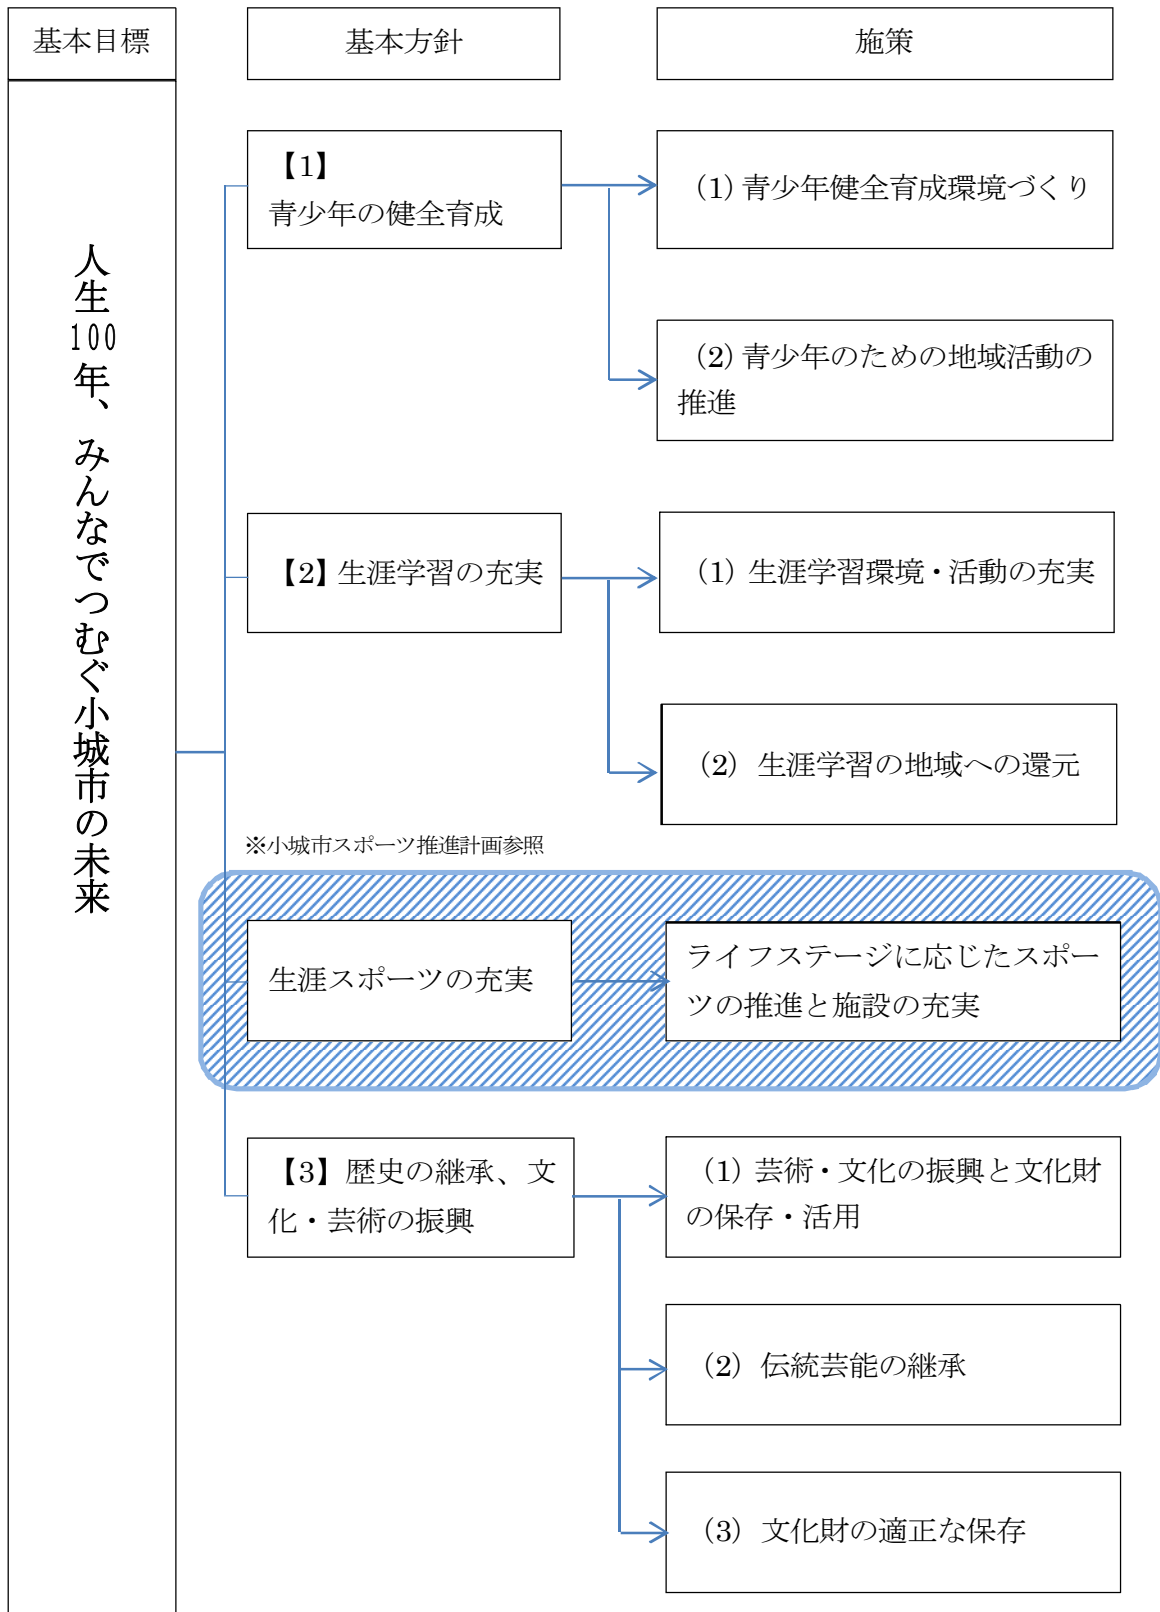 基本目標
基本方針
施策
人生100年、みんなでつむぐ小城市の未来
【1】
青少年の健全育成
（1）青少年健全育成環境づくり
（2）青少年のための地域活動の
推進
【2】生涯学習の充実
（1）生涯学習環境・活動の充実
（2）生涯学習の地域への還元
※小城市スポーツ推進計画参照
生涯スポーツの充実
ライフステージに応じたスポー
ツの推進と施設の充実
【3】歴史の継承、文
化・芸術の振興
（1）芸術・文化の振興と文化財
の保存・活用
（2）伝統芸能の継承
（3）文化財の適正な保存